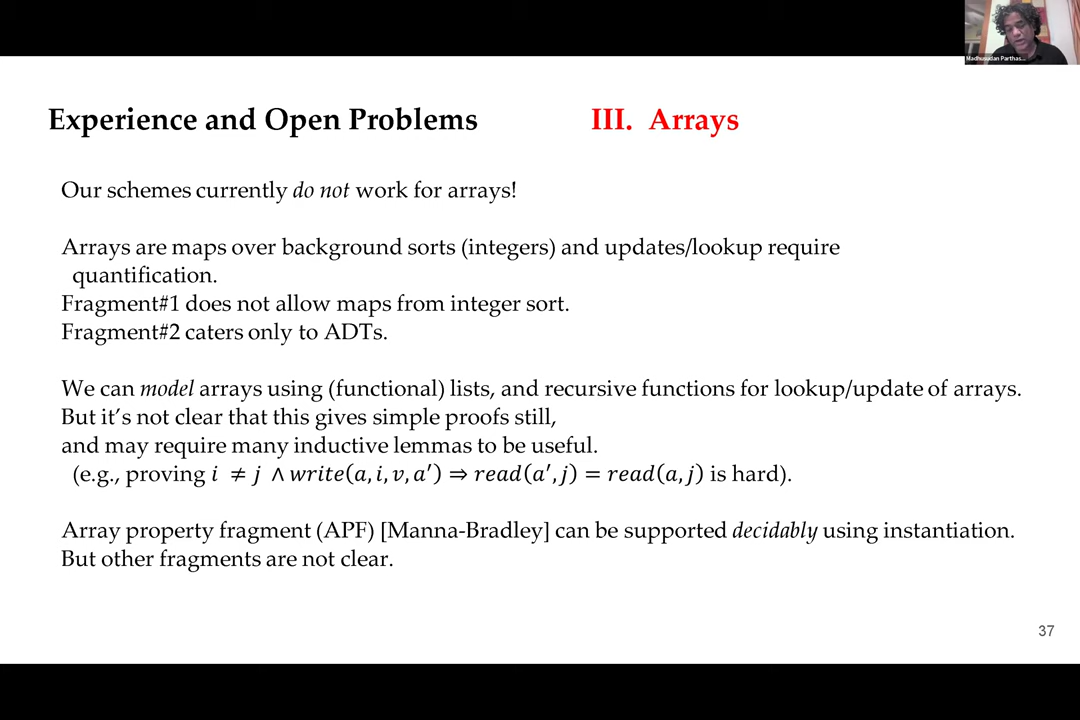 Madhusudan Parthas...
Experience and Open Problems III. Arrays
Our schemes currently do not work for arrays!
Arrays are maps over background sorts (integers) and updates/lookup require
quantification.
Fragment#1 does not allow maps from integer sort.
Fragment#2 caters only to ADTs.
We can model arrays using (functional) lists, and recursive functions for lookup/update of arrays.
But it’s not clear that this gives simple proofs still,
and may require many inductive lemmas to be useful.
(e.g., proving 𝑖 ≠ 𝑗 ∧ 𝑤𝑟𝑖𝑡𝑒(𝑎, 𝑖, 𝑣, 𝑎′) ⇒ 𝑟𝑒𝑎𝑑(𝑎′, 𝑗) = 𝑟𝑒𝑎𝑑(𝑎, 𝑗) is hard).
Array property fragment (APF) [Manna-Bradley] can be supported decidably using instantiation.
But other fragments are not clear.
37